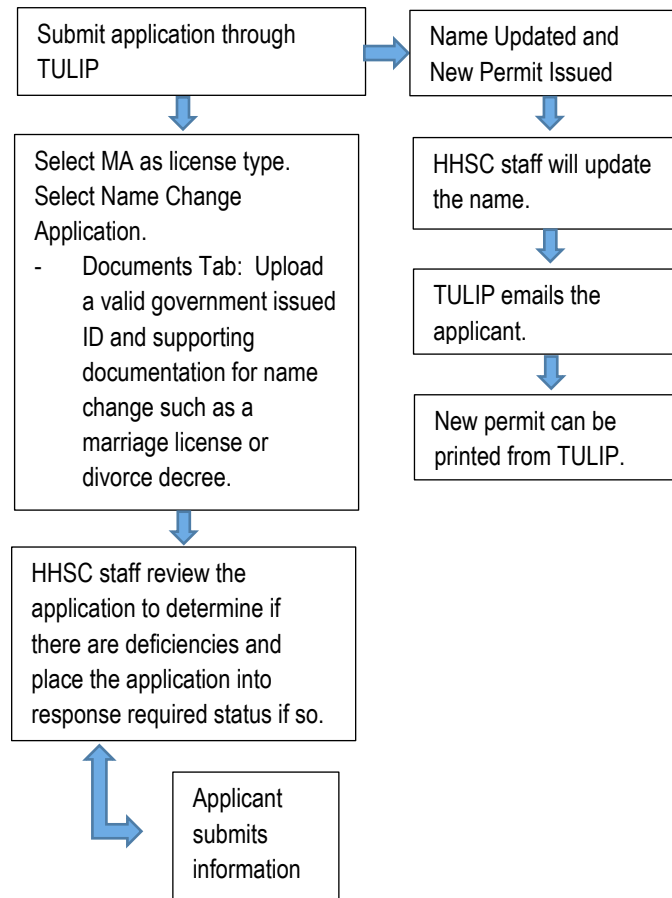 Submit application through
TULIP
Select MA as license type.
Select Name Change
Application.
- Documents Tab: Upload
a valid government issued
ID and supporting
documentation for name
change such as a
marriage license or
divorce decree.
HHSC staff review the
application to determine if
there are deficiencies and
place the application into
response required status if so.
Applicant
submits
information
Name Updated and
New Permit Issued
HHSC staff will update
the name.
TULIP emails the
applicant.
New permit can be
printed from TULIP.